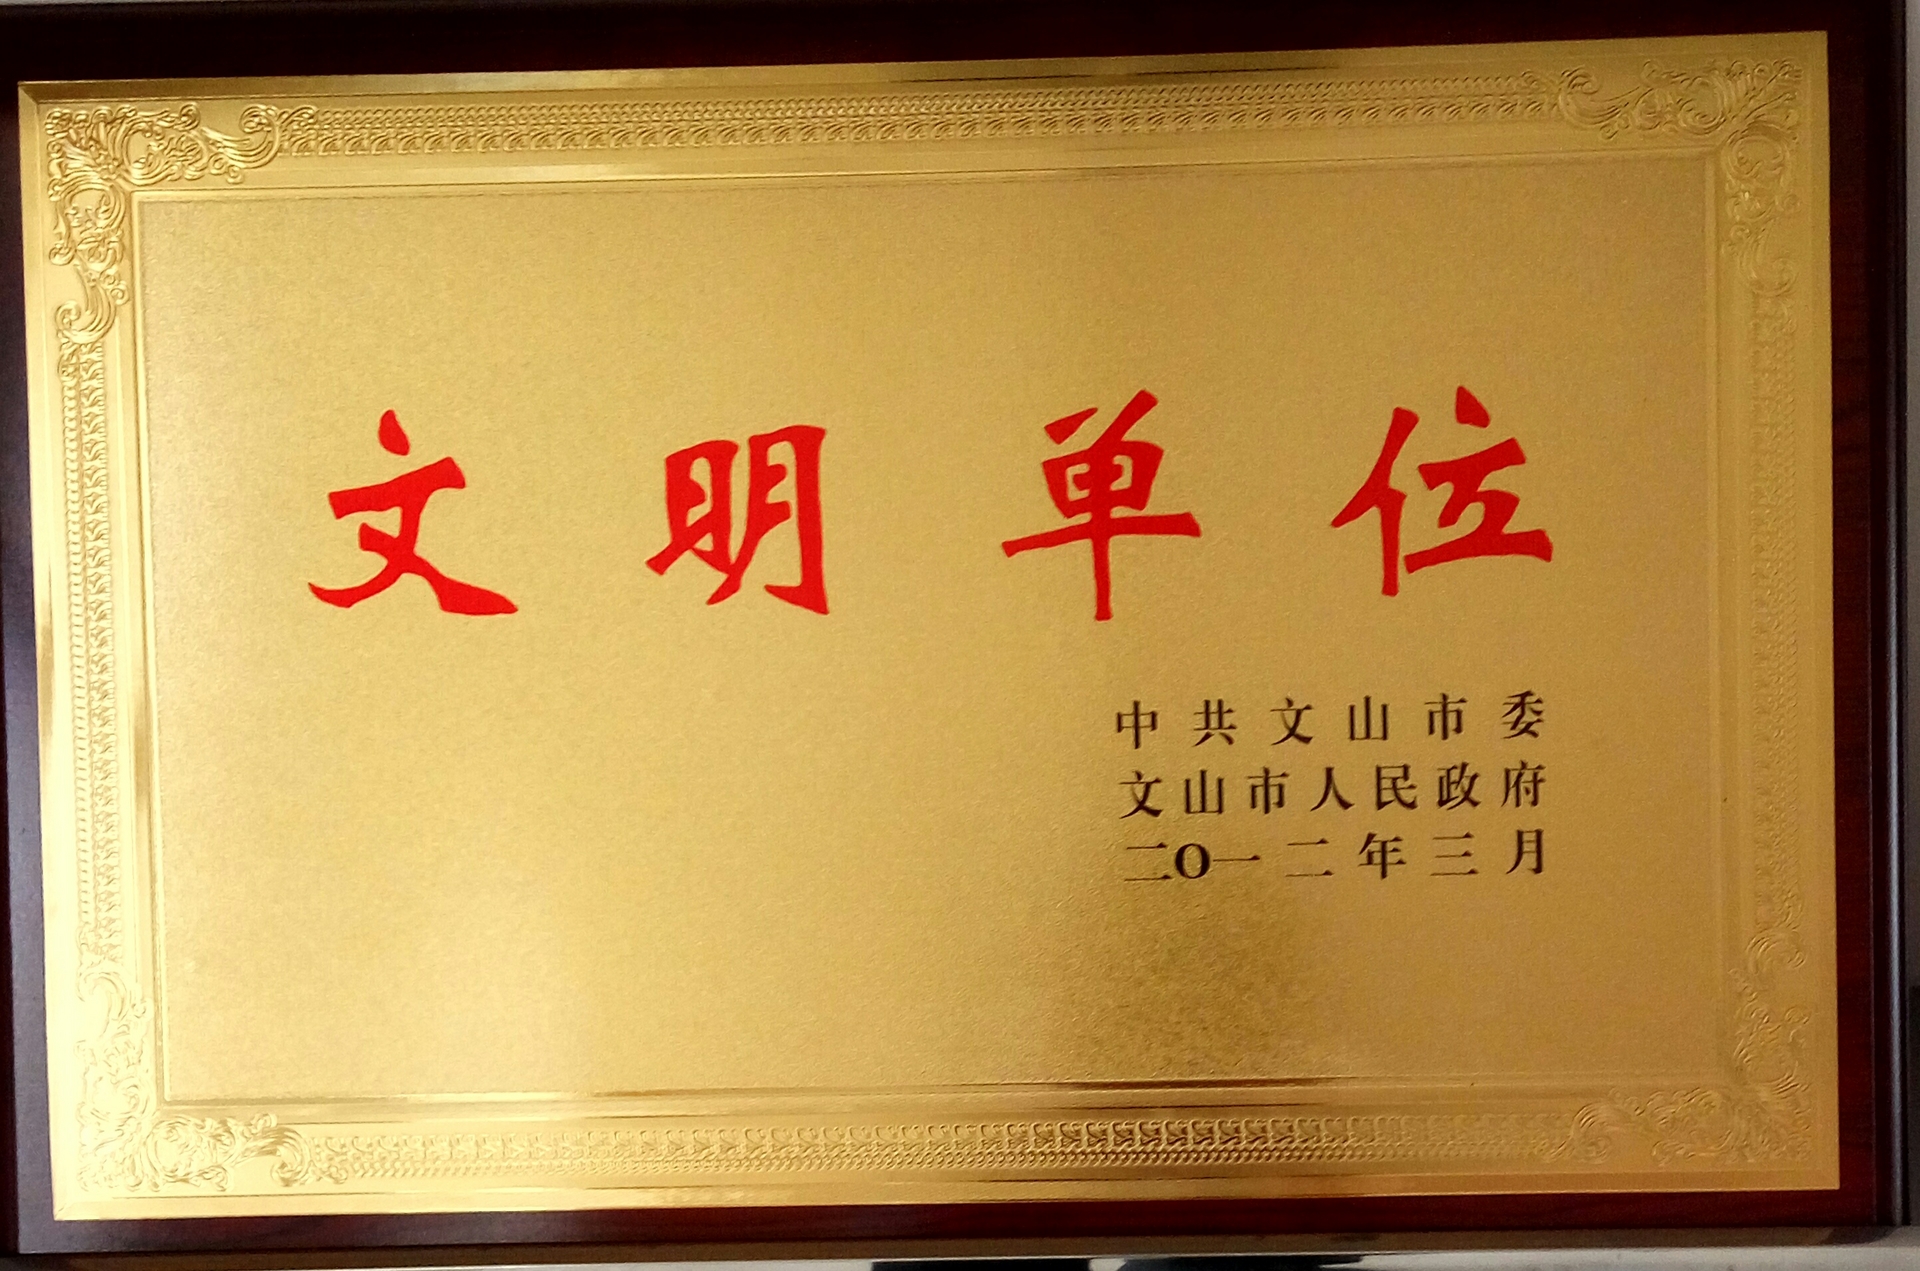 文明单位
中共文山市委
文山市人民政府
二O一二年三月